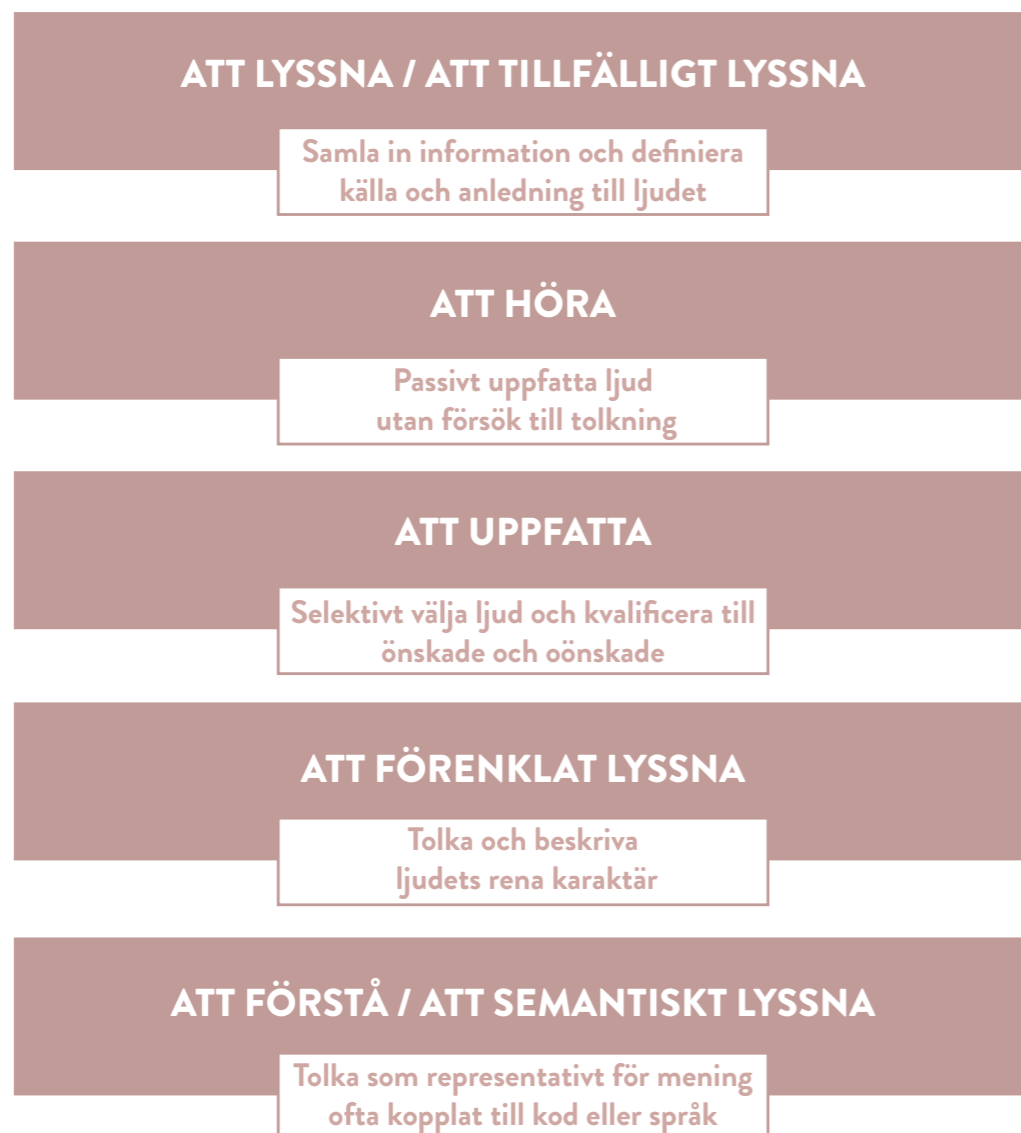 ATT LYSSNA / ATT TILLFÄLLIGT LYSSNA
Samla in information och definiera
källa och anledning till ljudet
ATT HÖRA
Passivt uppfatta ljud
utan försök till tolkning
ATT UPPFATTA
Selektivt välja ljud och kvalificera till
önskade och oönskade
ATT FÖRENKLAT LYSSNA
Tolka och beskriva
ljudets rena karaktär
ATT FÖRSTÅ / ATT SEMANTISKT LYSSNA
Tolka som representativt för mening
ofta kopplat till kod eller språk